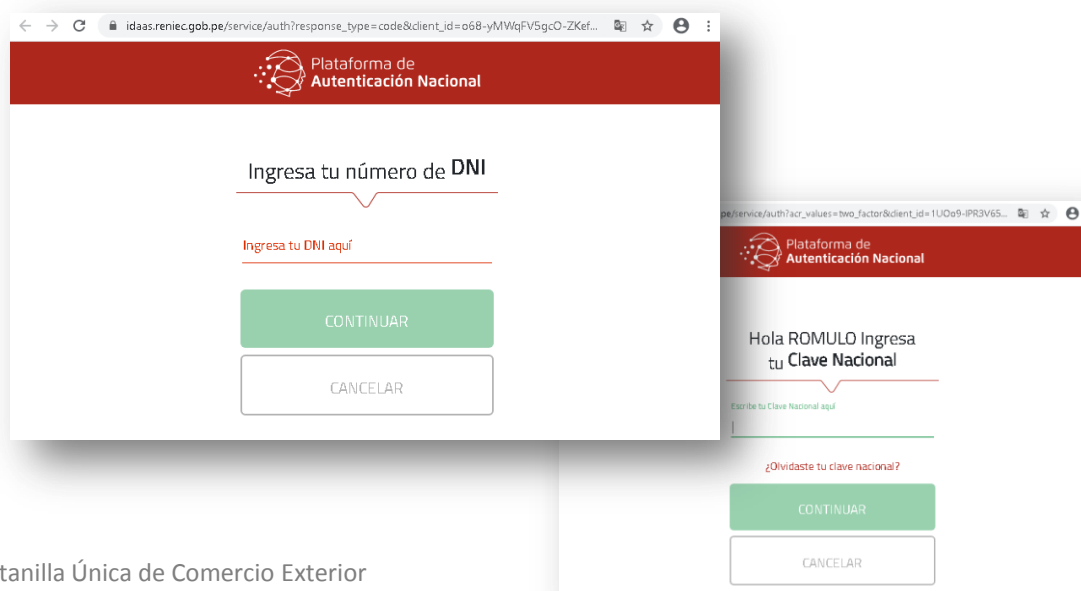 idaas.reniec.gob.pe/service/auth?response_type=code&client_id=o68-yMWqFV5gcO-ZKef...
Plataforma de
Autenticación Nacional
Ingresa tu número de DNI
Ingresa tu DNI aquí
CONTINUAR
CANCELAR
pe/service/auth?acr_values=two_factor&client_id=1UOo9-IPR3V65...
Plataforma de
Autenticación Nacional
Hola ROMULO Ingresa
tu Clave Nacional
Escribe tu Clave Nacional aquí
¿Olvidaste tu clave nacional?
CONTINUAR
CANCELAR
tanilla Única de Comercio Exterior